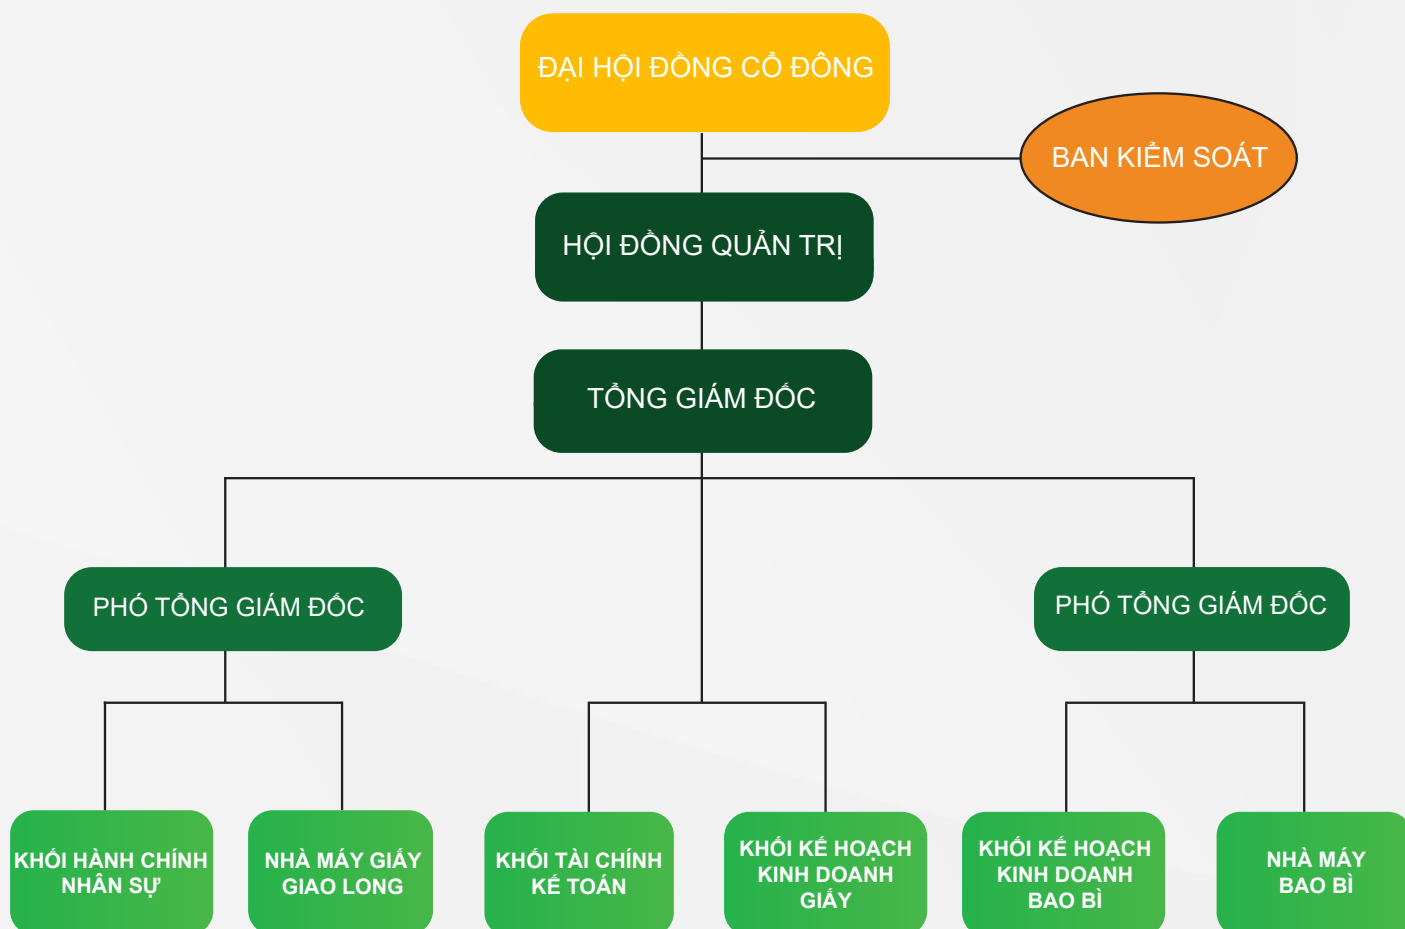 ĐẠI HỘI ĐỒNG CỔ ĐÔNG
BAN KIỂM SOÁT
HỘI ĐỒNG QUẢN TRỊ
TỔNG GIÁM ĐỐC
PHÓ TỔNG GIÁM ĐỐC
PHÓ TỔNG GIÁM ĐỐC
KHỐI HÀNH CHÍNH
NHÂN SỰ
NHÀ MÁY GIẤY
GIAO LONG
KHỐI TÀI CHÍNH
KẾ TOÁN
KHỐI KẾ HOẠCH
KINH DOANH
GIẤY
KHỐI KẾ HOẠCH
KINH DOANH
BAO BÌ
NHÀ MÁY
BAO BÌ